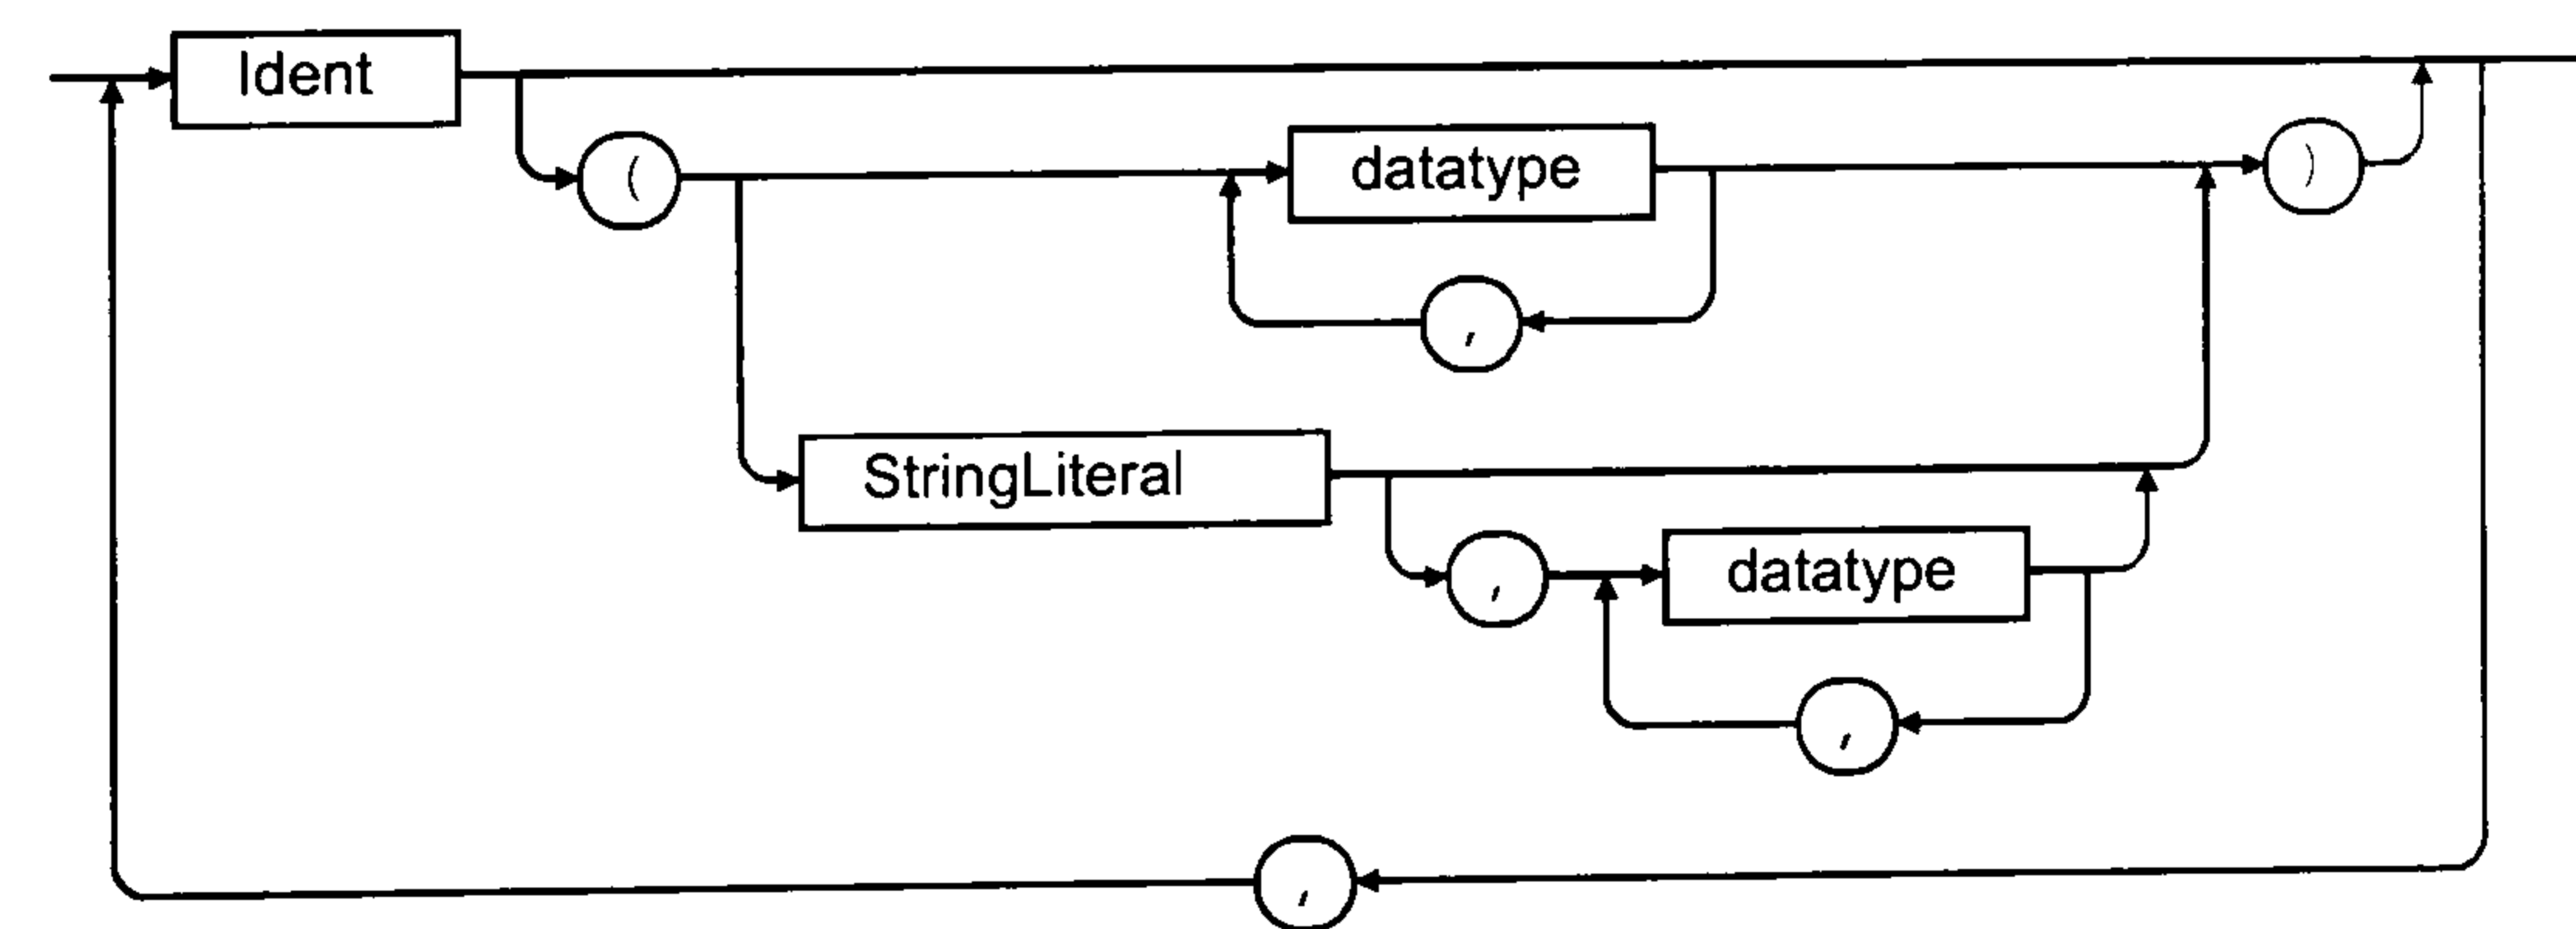 Ident
( datatype )
,
StringLiteral
, datatype
,
,